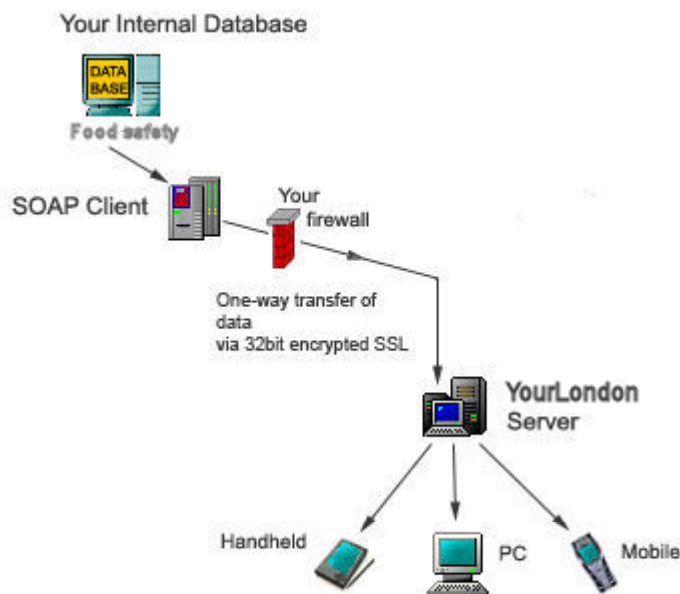 Your Internal Database
DATA
BASE
Food safety
SOAP Client
Your
firewall
One-way transfer of
data
via 32bit encrypted SSL
YourLondon
Server
Handheld
PC
Mobile